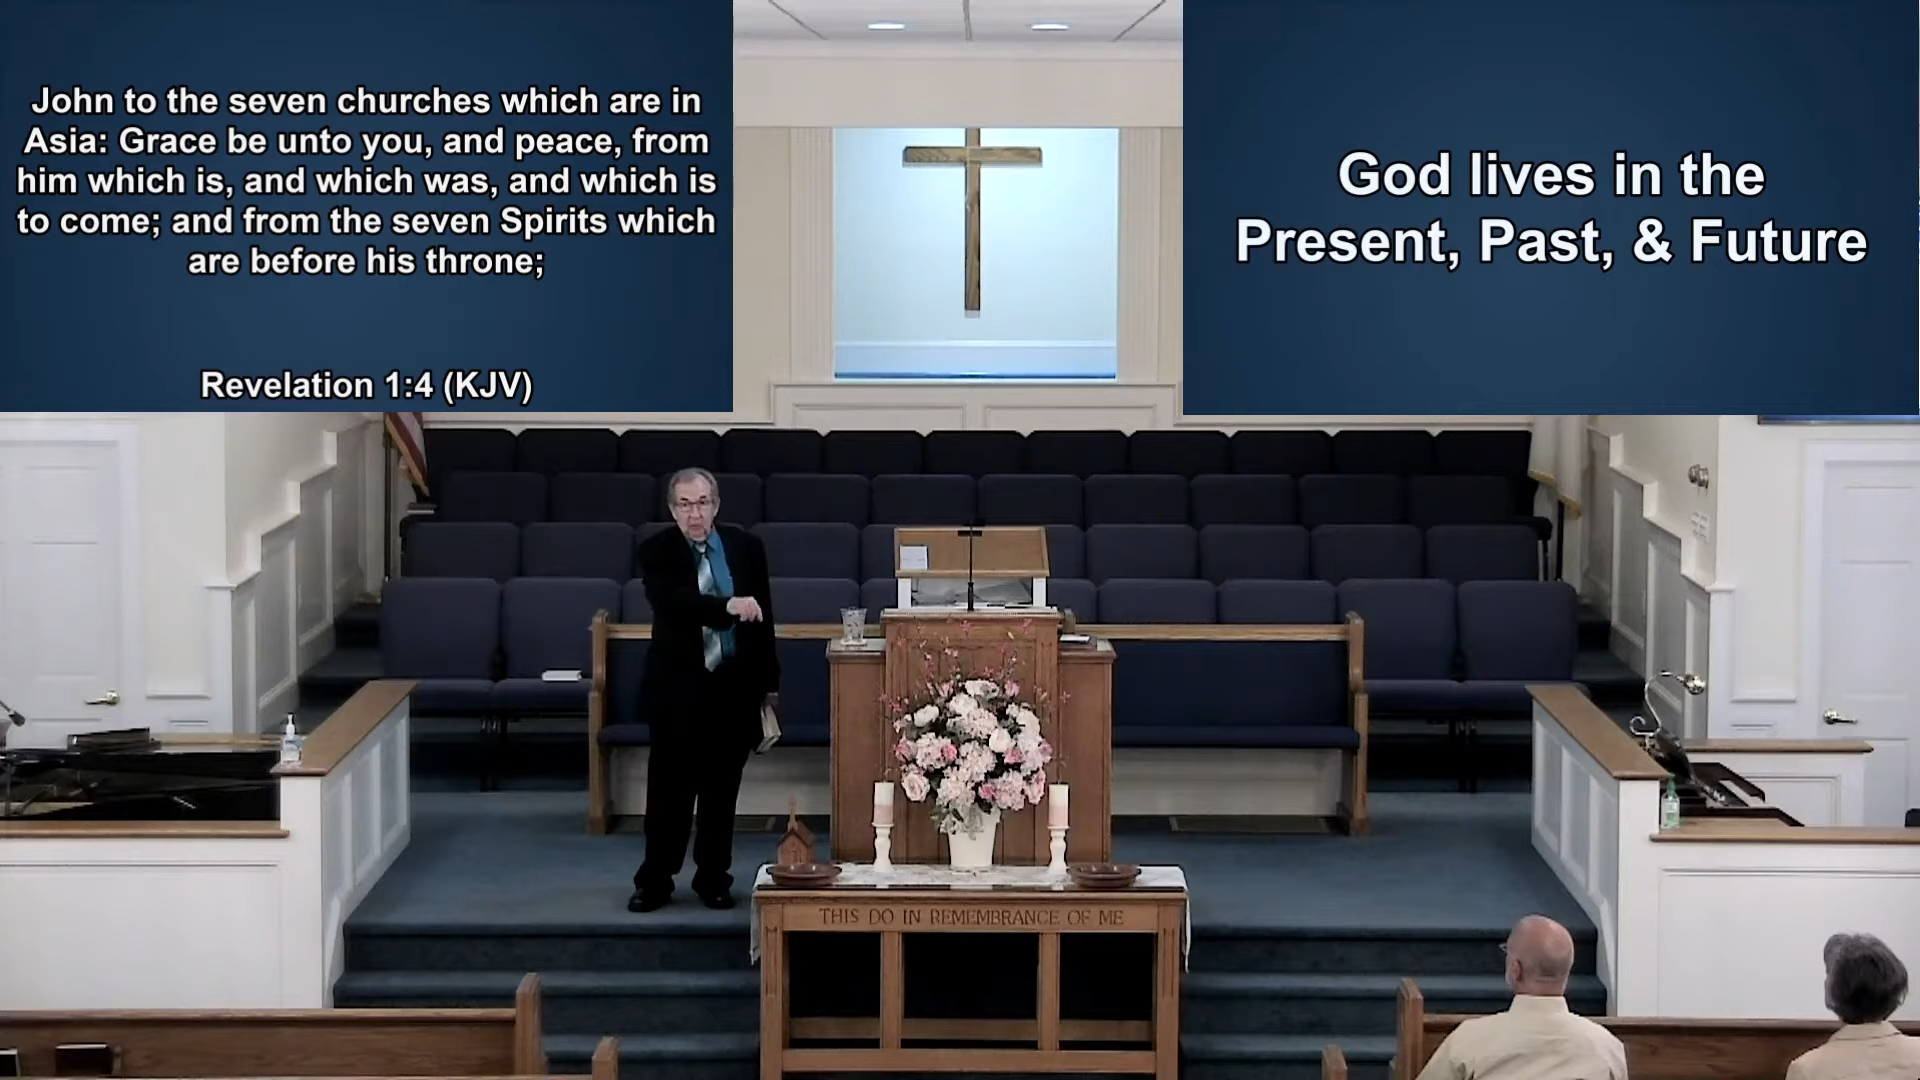 John to the seven churches which are in
Asia: Grace be unto you, and peace, from
him which is, and which was, and which is
to come; and from the seven Spirits which
are before his throne;
Revelation 1:4 (KJV)
God lives in the
Present, Past, & Future
THIS DO IN REMEMBRANCE OF ME